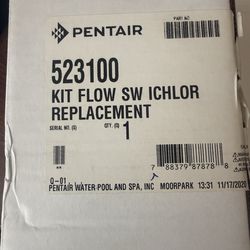 PENTAIR
PART NO.
523100
KIT FLOW SW ICHLOR
REPLACEMENT
SERIAL NO. (S)
QTY. (Q)
1
7 88379 87878 8
Q-01
PENTAIR WATER POOL AND SPA, INC MOORPARK 13:31 11/17/2020